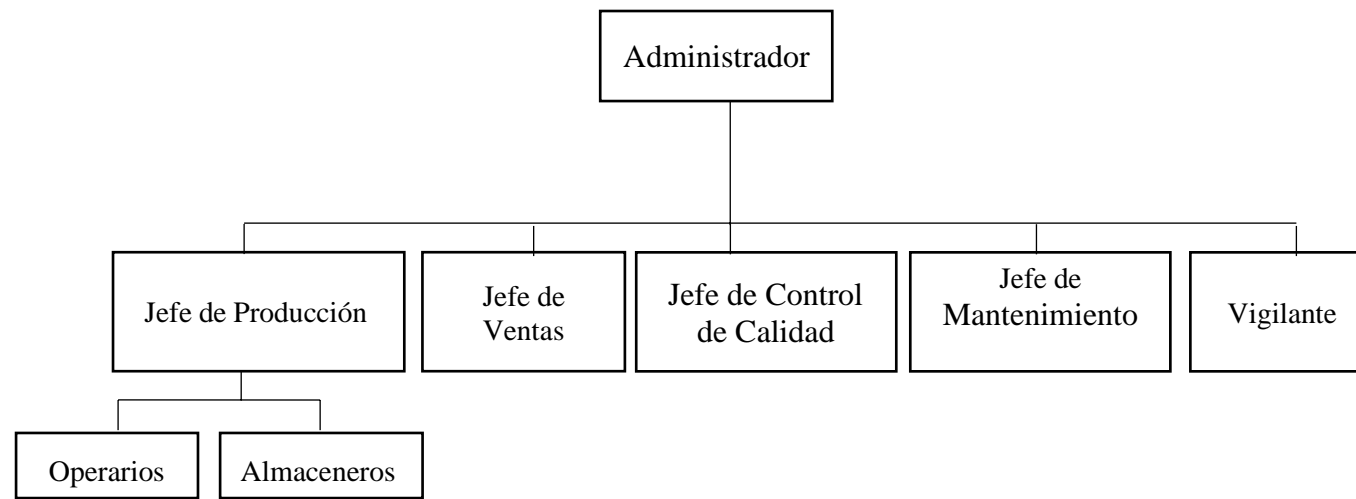 Administrador
Jefe de Producción
Jefe de
Ventas
Jefe de Control
de Calidad
Jefe de
Mantenimiento
Vigilante
Operarios
Almaceneros